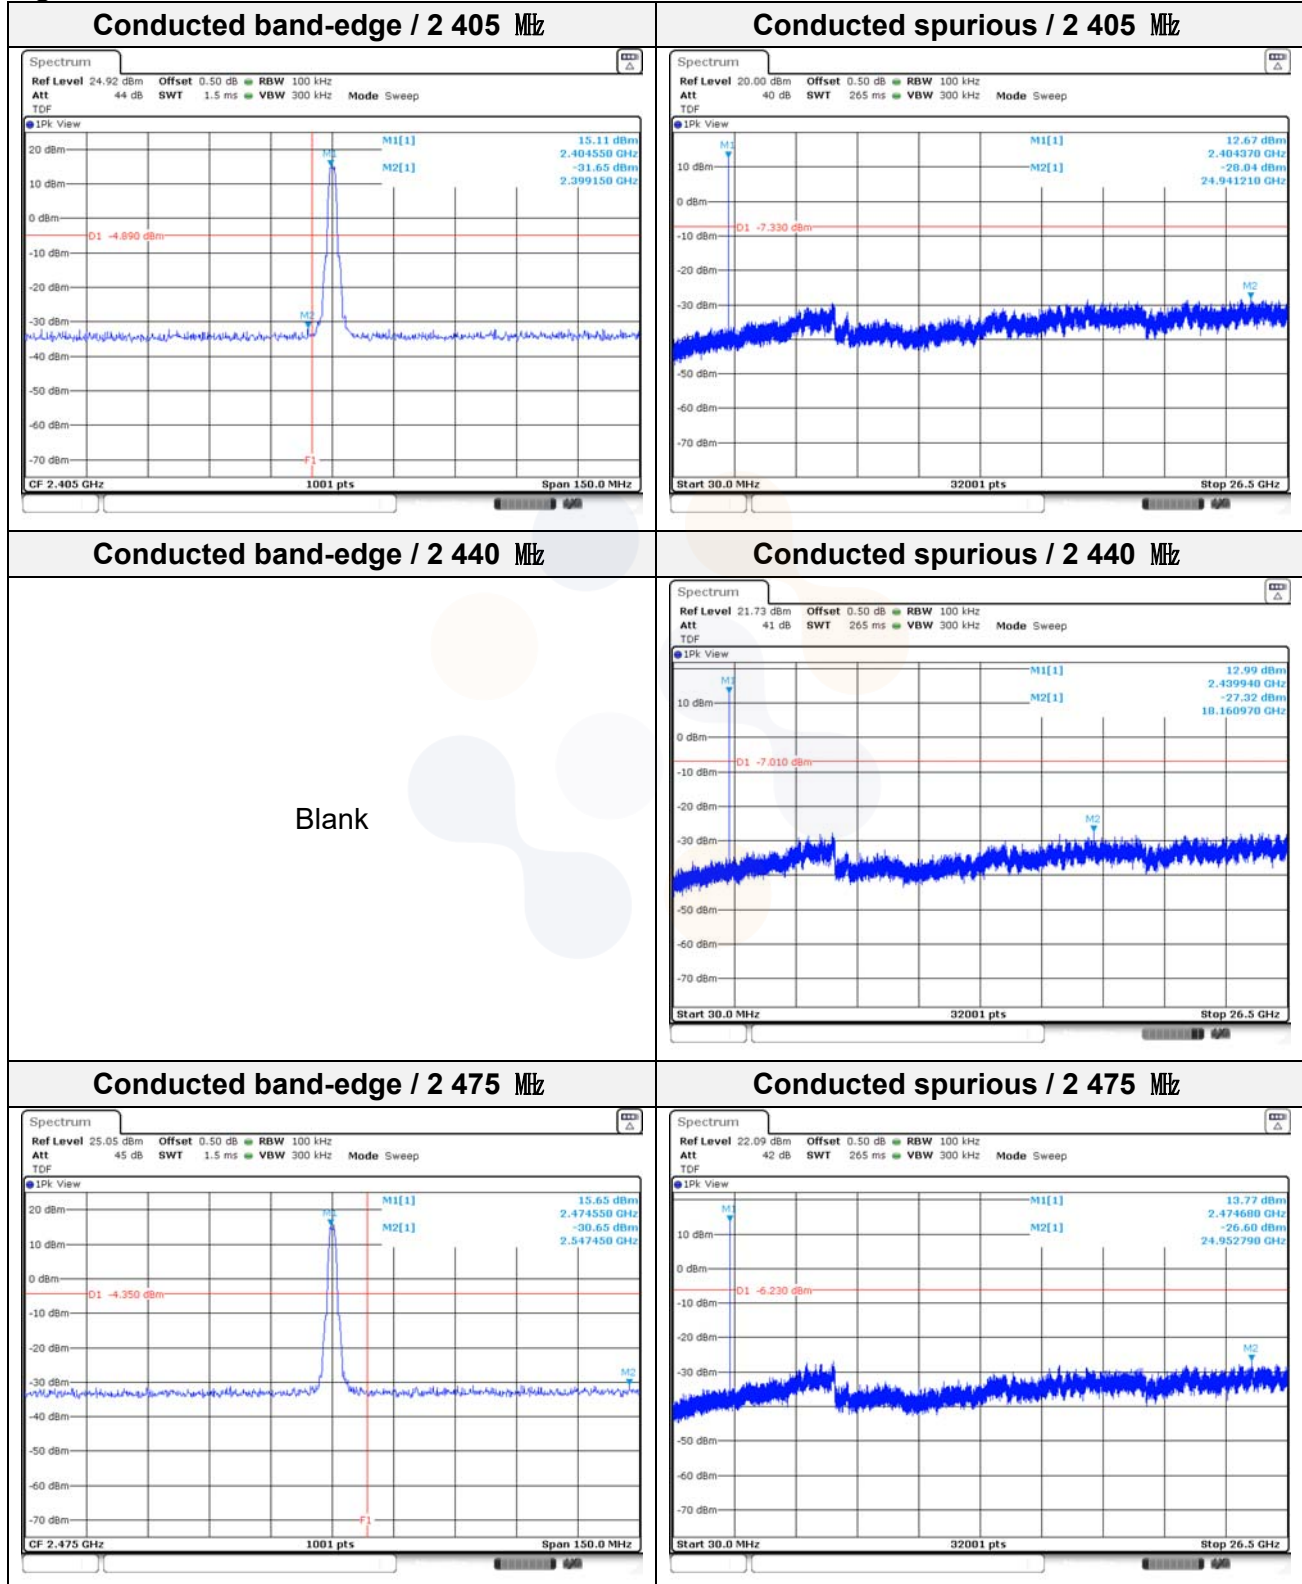 Conducted band-edge / 2 405 ㎒
Conducted spurious / 2 405 ㎒
Spectrum
Ref Level 24.92 dBm Offset 0.50 dB RBW 100 kHz
Att 44 dB SWT 1.5 ms VBW 300 kHz Mode Sweep
TDF
1Pk View
M1[1] 15.11 dBm
2.404550 GHz
M2[1] -31.65 dBm
2.399150 GHz
M1
20 dBm
10 dBm
0 dBm
D1 -4.890 dBm
-10 dBm
-20 dBm
M2
-30 dBm
-40 dBm
-50 dBm
-60 dBm
-70 dBm
F1
CF 2.405 GHz 1001 pts Span 150.0 MHz
Spectrum
Ref Level 20.00 dBm Offset 0.50 dB RBW 100 kHz
Att 40 dB SWT 265 ms VBW 300 kHz Mode Sweep
TDF
1Pk View
M1[1] 12.67 dBm
2.404370 GHz
M2[1] -28.04 dBm
24.941210 GHz
M1
10 dBm
0 dBm
D1 -7.330 dBm
-10 dBm
-20 dBm
M2
-30 dBm
-50 dBm
-60 dBm
-70 dBm
Start 30.0 MHz 32001 pts Stop 26.5 GHz
Conducted band-edge / 2 440 ㎒
Conducted spurious / 2 440 ㎒
Blank
Spectrum
Ref Level 21.73 dBm Offset 0.50 dB RBW 100 kHz
Att 41 dB SWT 265 ms VBW 300 kHz Mode Sweep
TDF
1Pk View
M1[1] 12.99 dBm
2.439940 GHz
M2[1] -27.32 dBm
18.160970 GHz
M1
10 dBm
0 dBm
D1 -7.010 dBm
-10 dBm
-20 dBm
M2
-30 dBm
-50 dBm
-60 dBm
-70 dBm
Start 30.0 MHz 32001 pts Stop 26.5 GHz
Conducted band-edge / 2 475 ㎒
Conducted spurious / 2 475 ㎒
Spectrum
Ref Level 25.05 dBm Offset 0.50 dB RBW 100 kHz
Att 45 dB SWT 1.5 ms VBW 300 kHz Mode Sweep
TDF
1Pk View
M1[1] 15.65 dBm
2.474550 GHz
M2[1] -30.65 dBm
2.547450 GHz
M1
20 dBm
10 dBm
0 dBm
D1 -4.350 dBm
-10 dBm
-20 dBm
M2
-30 dBm
-40 dBm
-50 dBm
-60 dBm
-70 dBm
F1
CF 2.475 GHz 1001 pts Span 150.0 MHz
Spectrum
Ref Level 22.09 dBm Offset 0.50 dB RBW 100 kHz
Att 42 dB SWT 265 ms VBW 300 kHz Mode Sweep
TDF
1Pk View
M1[1] 13.77 dBm
2.474680 GHz
M2[1] -26.60 dBm
24.952790 GHz
M1
10 dBm
0 dBm
D1 -6.230 dBm
-10 dBm
-20 dBm
M2
-30 dBm
-50 dBm
-60 dBm
-70 dBm
Start 30.0 MHz 32001 pts Stop 26.5 GHz